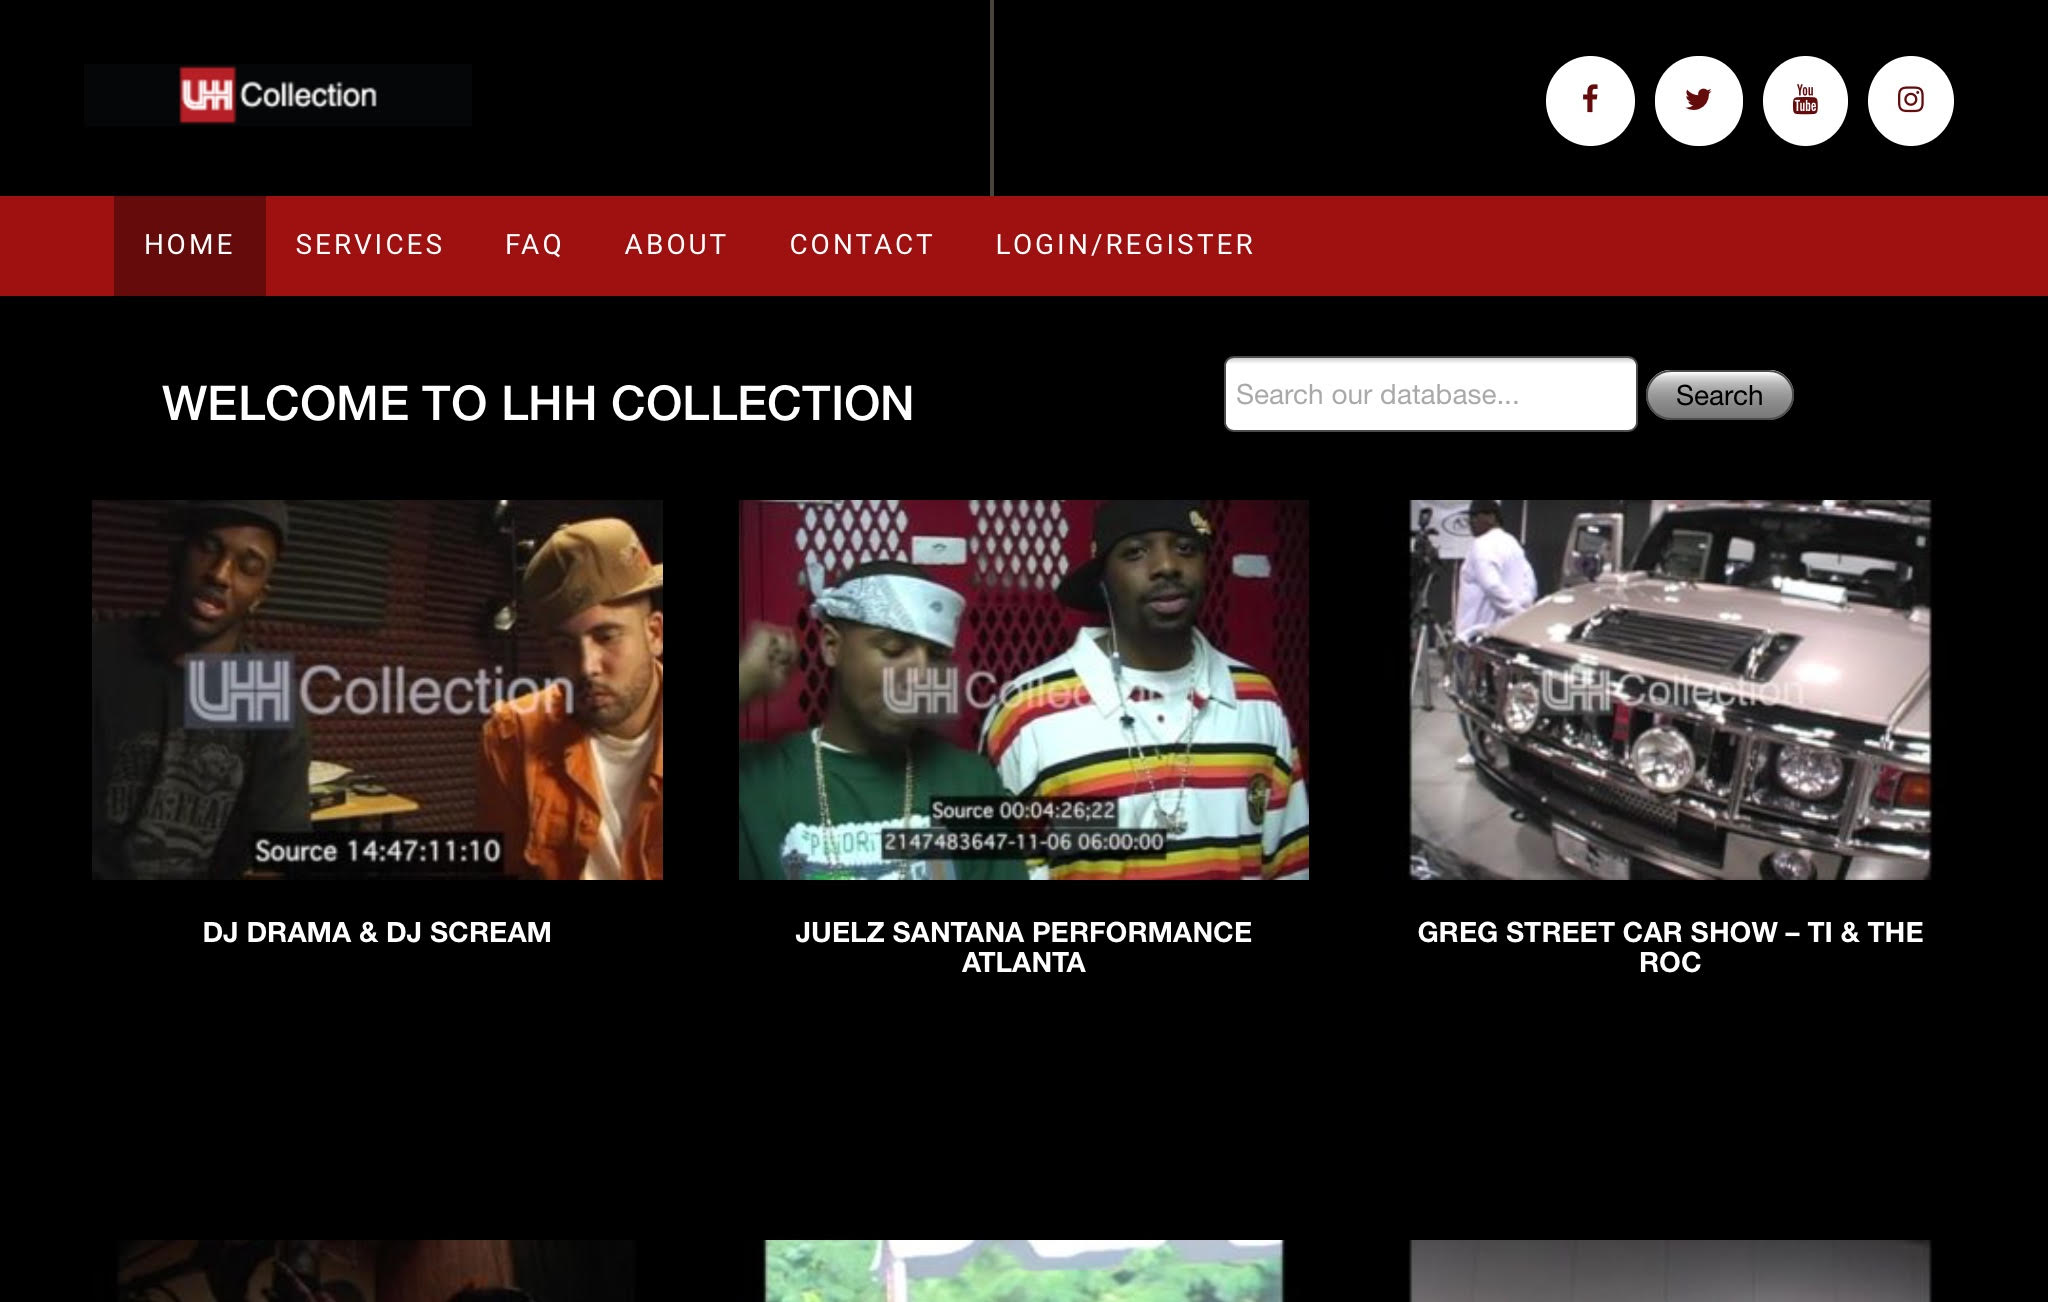 LHH Collection
f
You
Tube
HOME SERVICES FAQ ABOUT CONTACT LOGIN/REGISTER
WELCOME TO LHH COLLECTION
Search our database...
Search
LHH Collection
Source 14:47:11:10
LHH Collection
Source 00:04:26;22
2147483647-11-06 06:00:00
LHH Collection
DJ DRAMA & DJ SCREAM
JUELZ SANTANA PERFORMANCE
ATLANTA
GREG STREET CAR SHOW – TI & THE
ROC